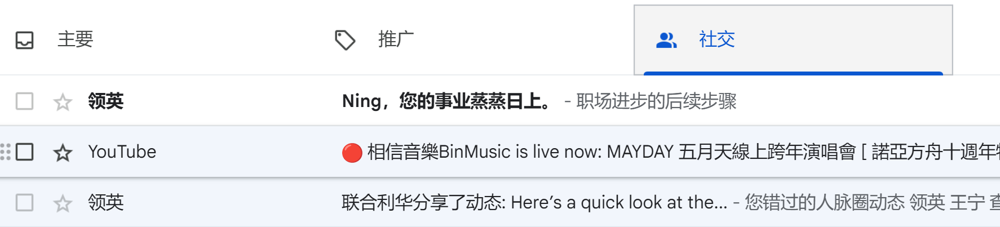 主要 推广 社交
领英 Ning，您的事业蒸蒸日上。 - 职场进步的后续步骤
YouTube 🔴 相信音樂BinMusic is live now: MAYDAY 五月天線上跨年演唱會 [ 諾亞方舟十週年
领英 联合利华分享了动态: Here's a quick look at the... - 您错过的人脉圈动态 领英 王宁